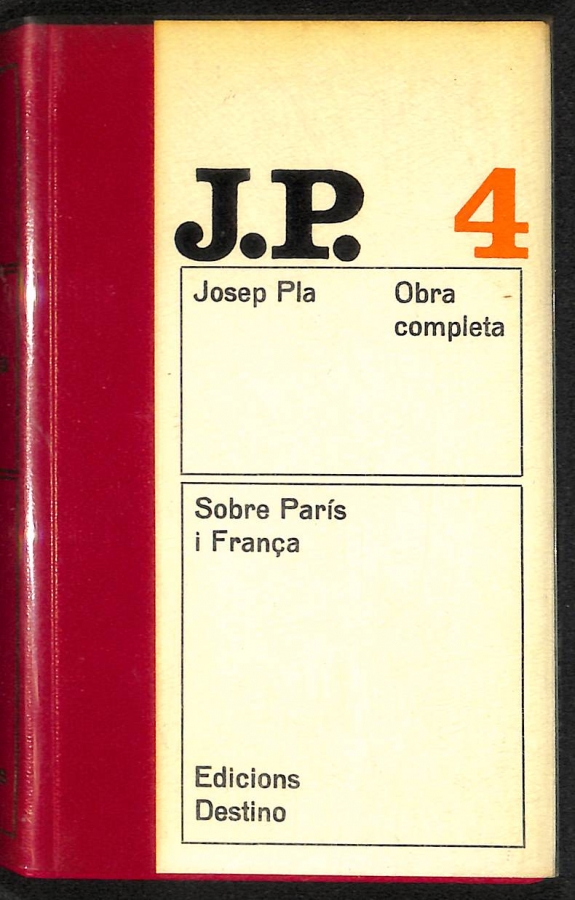 J.P. 4
Josep Pla
Obra
completa
Sobre París
i França
Edicions
Destino